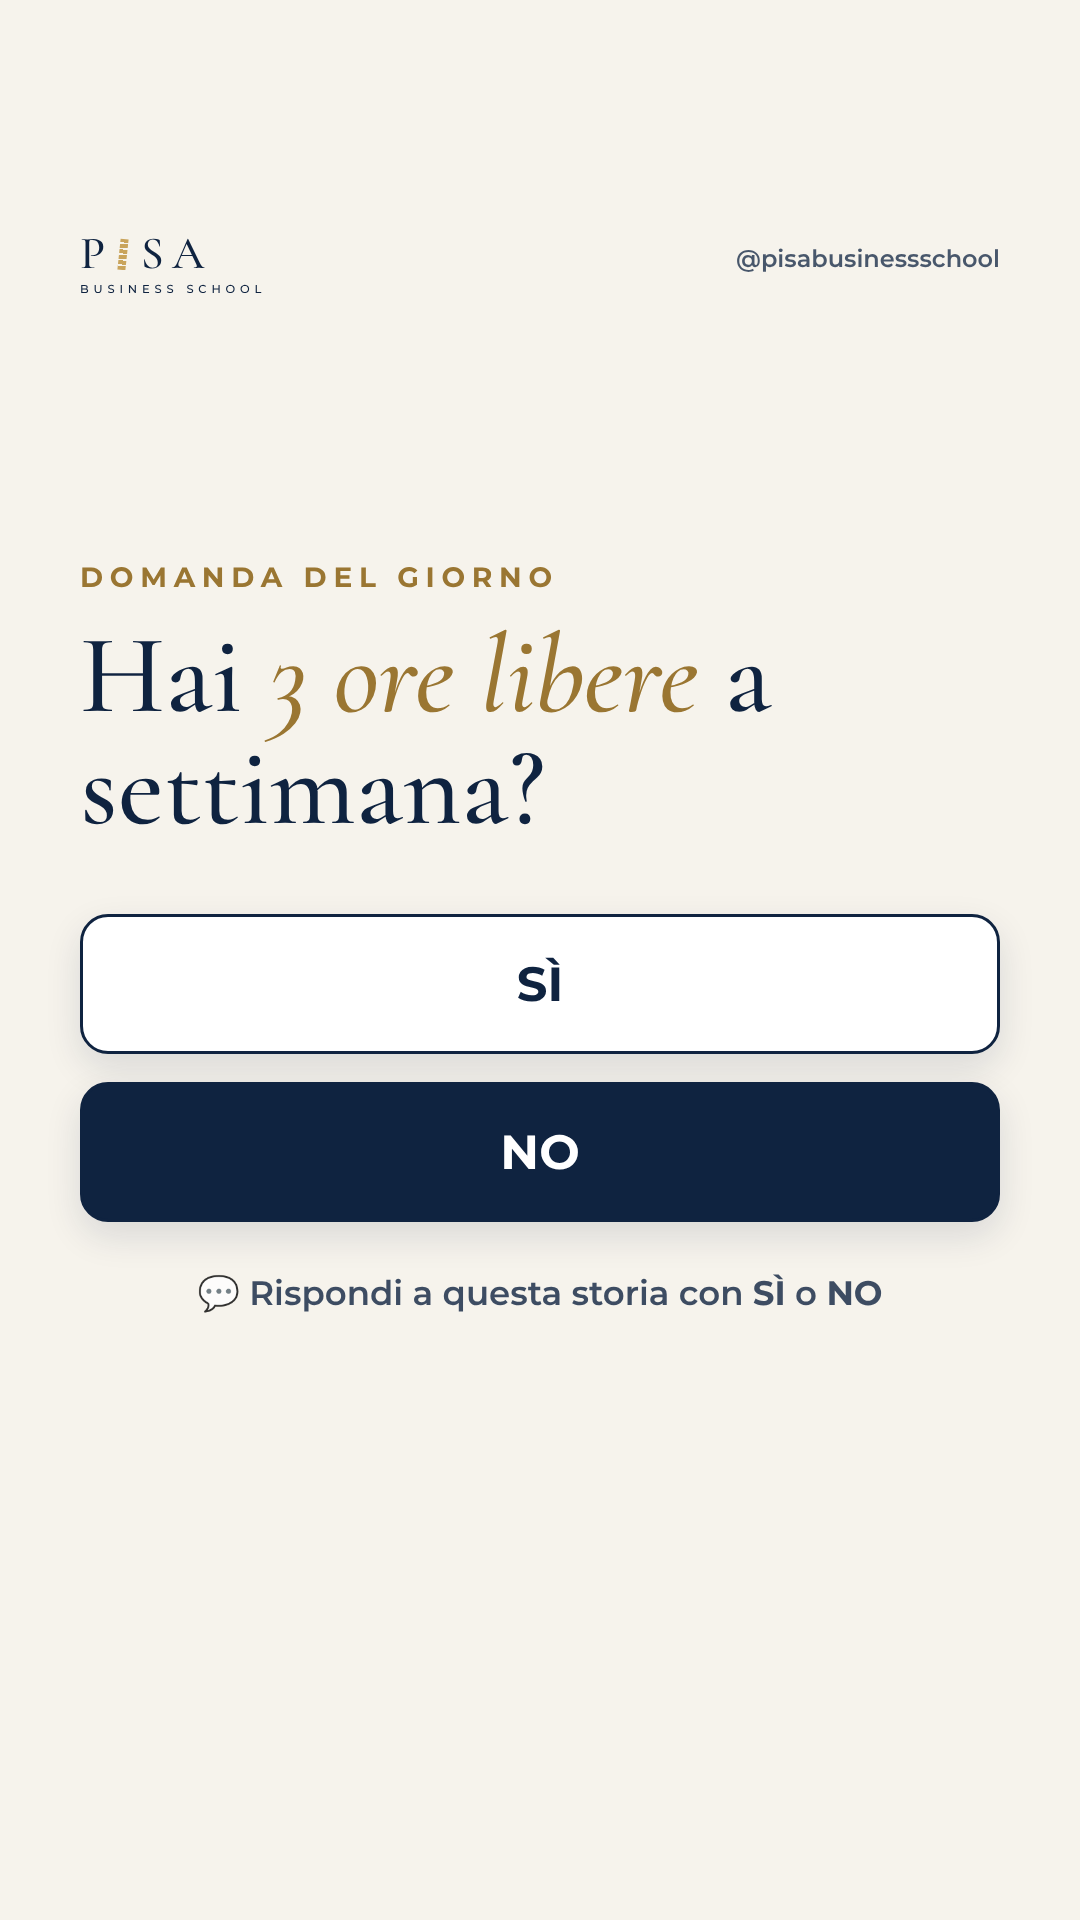 PISA
BUSINESS SCHOOL
@pisabusinessschool
DOMANDA DEL GIORNO
Hai 3 ore libere a
settimana?
SÌ
NO
💬 Rispondi a questa storia con SÌ o NO